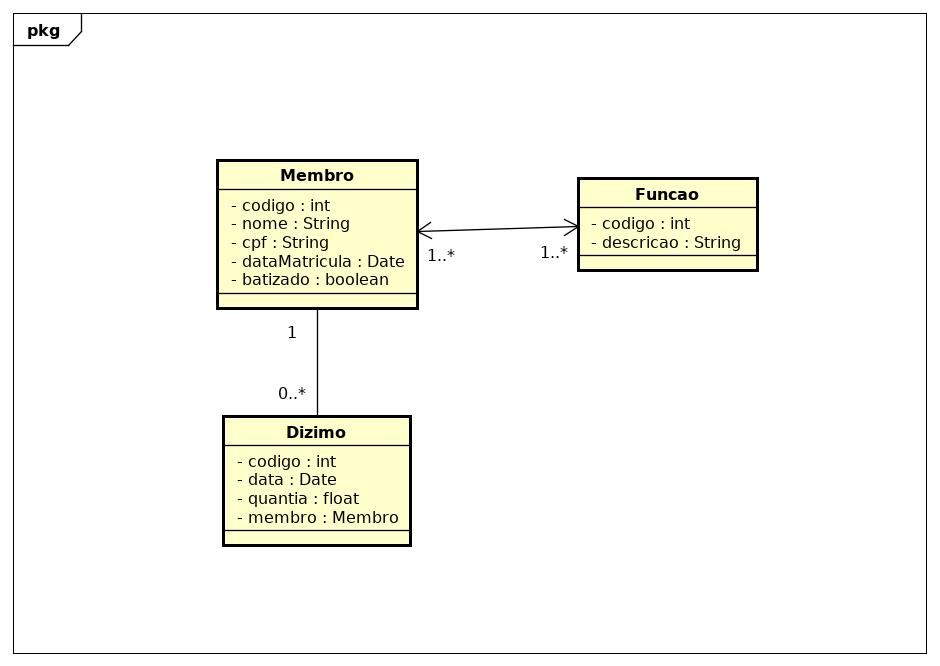 pkg
Membro
- codigo : int
- nome : String
- cpf : String
- dataMatricula : Date
- batizado : boolean
Funcao
- codigo : int
- descricao : String
1..*
1..*
1
0..*
Dizimo
- codigo : int
- data : Date
- quantia : float
- membro : Membro